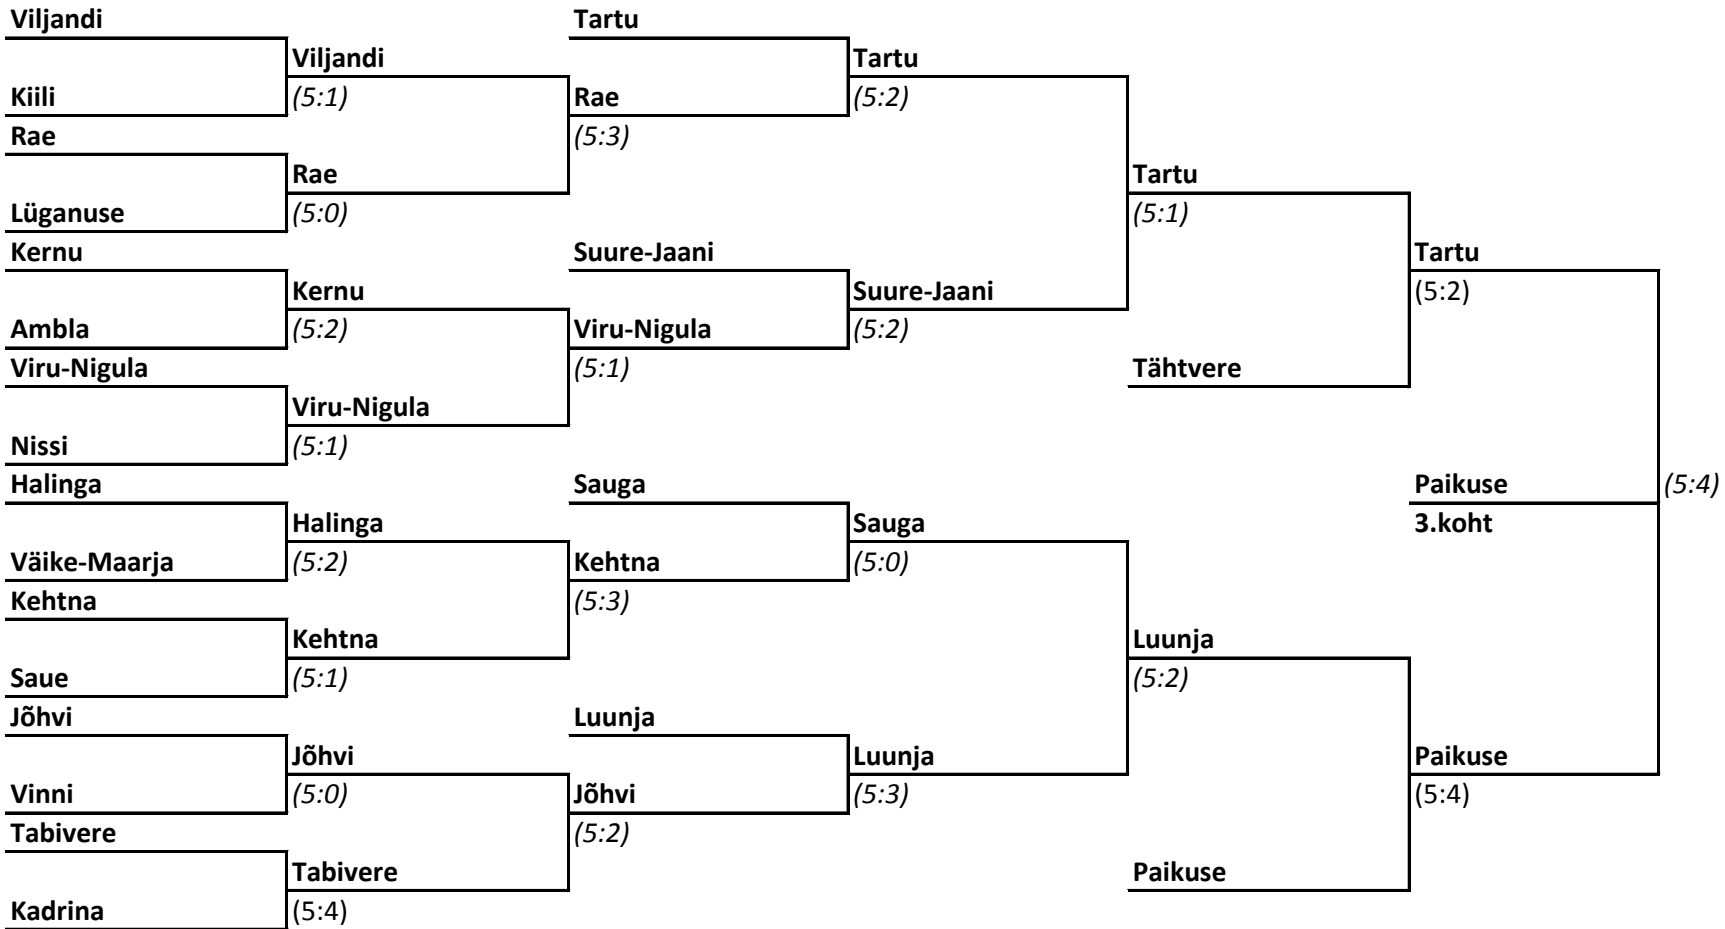 Viljandi Tartu
Viljandi Tartu
Kiili (5:1) Rae (5:2)
Rae (5:3)
Rae Tartu
Lüganuse (5:0) (5:1)
Kernu Suure-Jaani Tartu
Kernu Suure-Jaani (5:2)
Ambla (5:2) Viru-Nigula (5:2)
Viru-Nigula (5:1) Tähtvere
Viru-Nigula
Nissi (5:1)
Halinga Sauga Paikuse (5:4)
Halinga Sauga 3.koht
Väike-Maarja (5:2) Kehtna (5:0)
Kehtna (5:3)
Kehtna Luunja
Saue (5:1) (5:2)
Jõhvi Luunja
Jõhvi Luunja Paikuse
Vinni (5:0) Jõhvi (5:3) (5:4)
Tabivere (5:2)
Tabivere Paikuse
Kadrina (5:4)